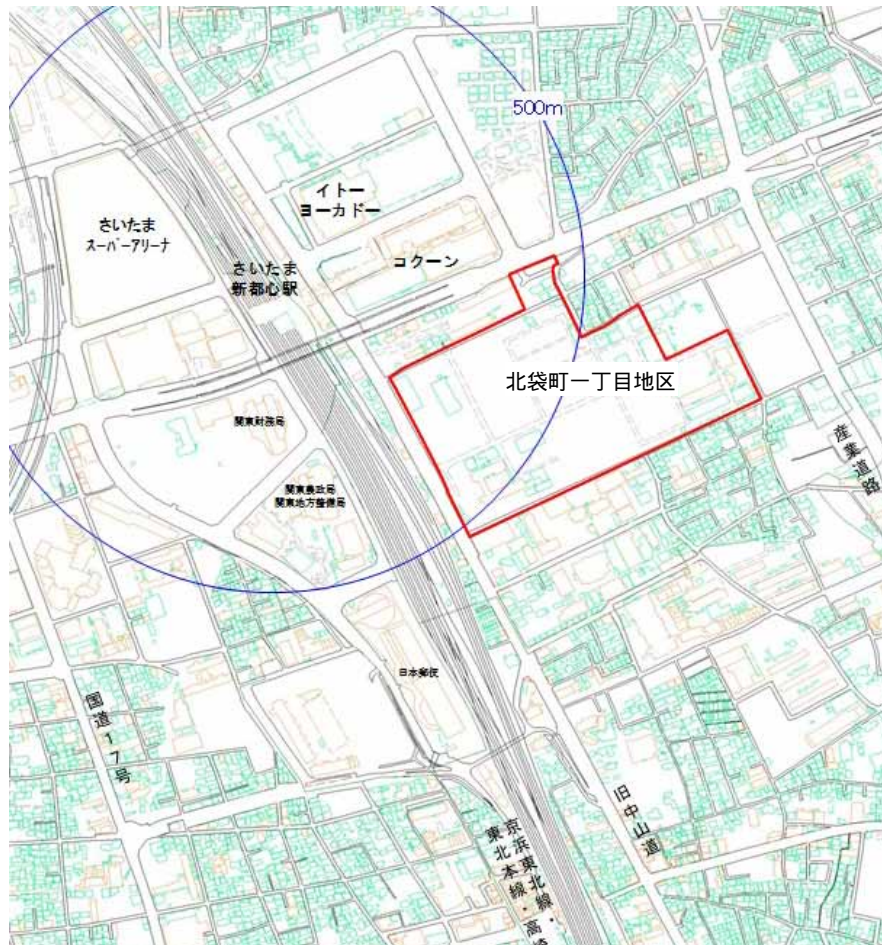 500m
イトー
ヨーカドー
さいたま
スーパーアリーナ
コクーン
さいたま
新都心駅
北袋町一丁目地区
関東財務局
産業道路
関東農政局
関東地方整備局
日本郵便
国道17号
旧中山道
京浜東北線・
東北本線・高崎